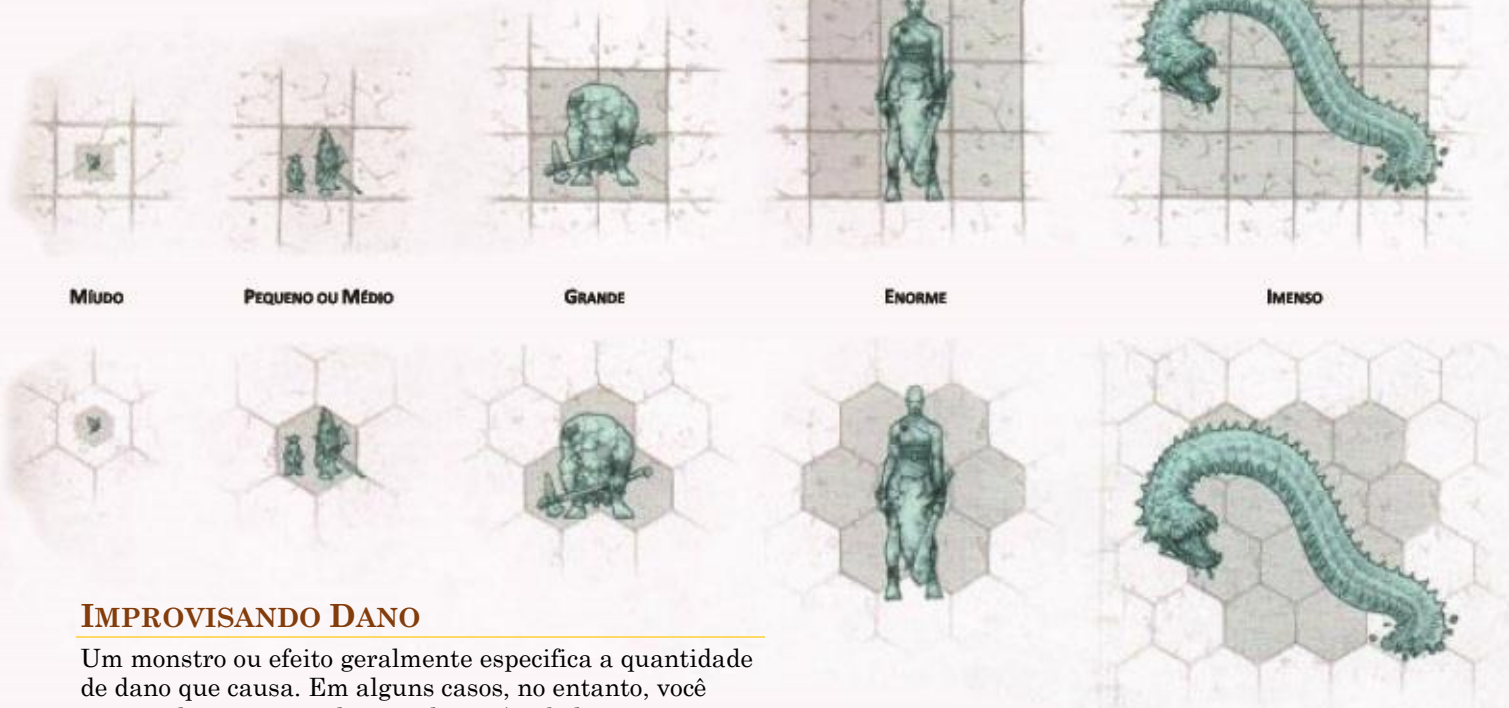 MÍUDO
PEQUENO OU MÉDIO
GRANDE
ENORME
IMENSO
IMPROVISANDO DANO
Um monstro ou efeito geralmente especifica a quantidade
de dano que causa. Em alguns casos, no entanto, você